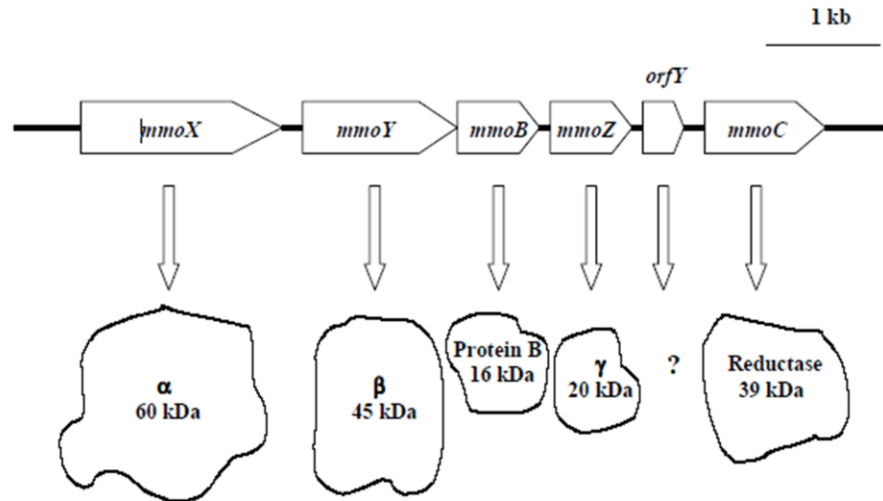 1 kb
orfY
mmoX
mmoY
mmoB
mmoZ
mmoC
α
60 kDa
β
45 kDa
Protein B
16 kDa
γ
20 kDa
?
Reductase
39 kDa